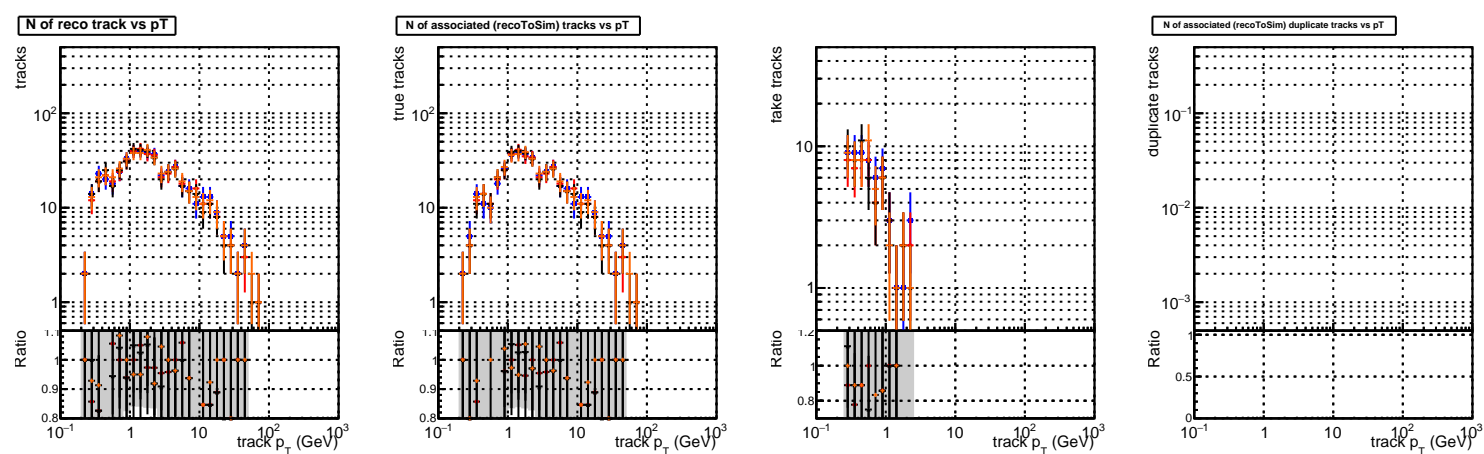 N of reco track vs pT
tracks
10²
10
1
Ratio
1.1
1
0.9
0.8
10⁻¹ 1 10 10² 10³
track p_T (GeV)
N of associated (recoToSim) tracks vs pT
true tracks
10²
10
1
Ratio
1.1
1
0.9
0.8
10⁻¹ 1 10 10² 10³
track p_T (GeV)
fake tracks
10
1
Ratio
1.2
1
0.8
10⁻¹ 1 10 10² 10³
track p_T (GeV)
N of associated (recoToSim) duplicate tracks vs pT
duplicate tracks
10⁻¹
10⁻²
10⁻³
Ratio
1
0.5
0
10⁻¹ 1 10 10² 10³
track p_T (GeV)